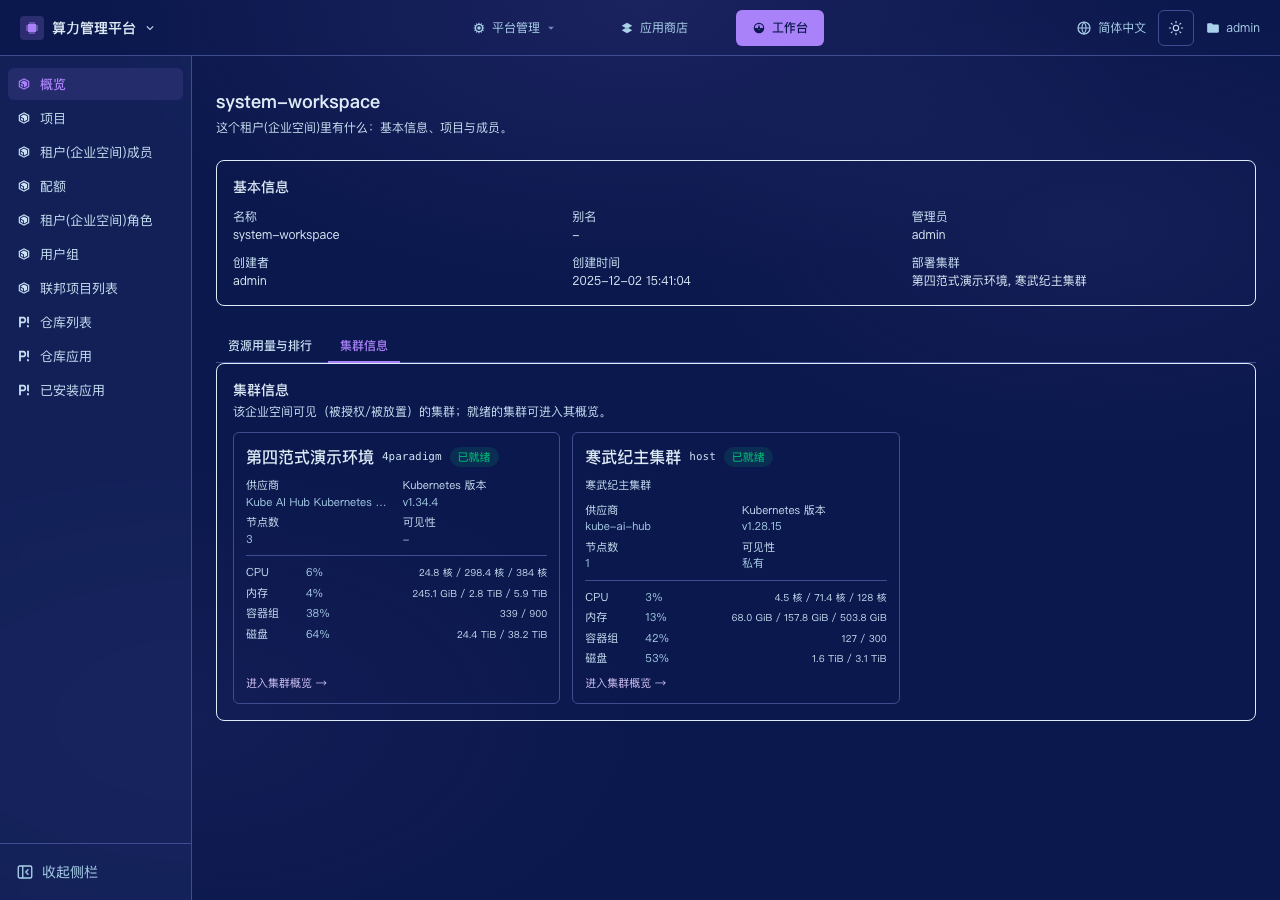 算力管理平台
平台管理
应用商店
工作台
简体中文
admin
概览
项目
租户(企业空间)成员
配额
租户(企业空间)角色
用户组
联邦项目列表
P! 仓库列表
P! 仓库应用
P! 已安装应用
收起侧栏
system-workspace
这个租户(企业空间)里有什么：基本信息、项目与成员。
基本信息
名称 别名 管理员
system-workspace – admin
创建者 创建时间 部署集群
admin 2025-12-02 15:41:04 第四范式演示环境, 寒武纪主集群
资源用量与排行 集群信息
集群信息
该企业空间可见（被授权/被放置）的集群；就绪的集群可进入其概览。
第四范式演示环境 4paradigm 已就绪
供应商 Kubernetes 版本
Kube AI Hub Kubernetes ... v1.34.4
节点数 可见性
3 –
CPU 6% 24.8 核 / 298.4 核 / 384 核
内存 4% 245.1 GiB / 2.8 TiB / 5.9 TiB
容器组 38% 339 / 900
磁盘 64% 24.4 TiB / 38.2 TiB
进入集群概览 →
寒武纪主集群 host 已就绪
寒武纪主集群
供应商 Kubernetes 版本
kube-ai-hub v1.28.15
节点数 可见性
1 私有
CPU 3% 4.5 核 / 71.4 核 / 128 核
内存 13% 68.0 GiB / 157.8 GiB / 503.8 GiB
容器组 42% 127 / 300
磁盘 53% 1.6 TiB / 3.1 TiB
进入集群概览 →